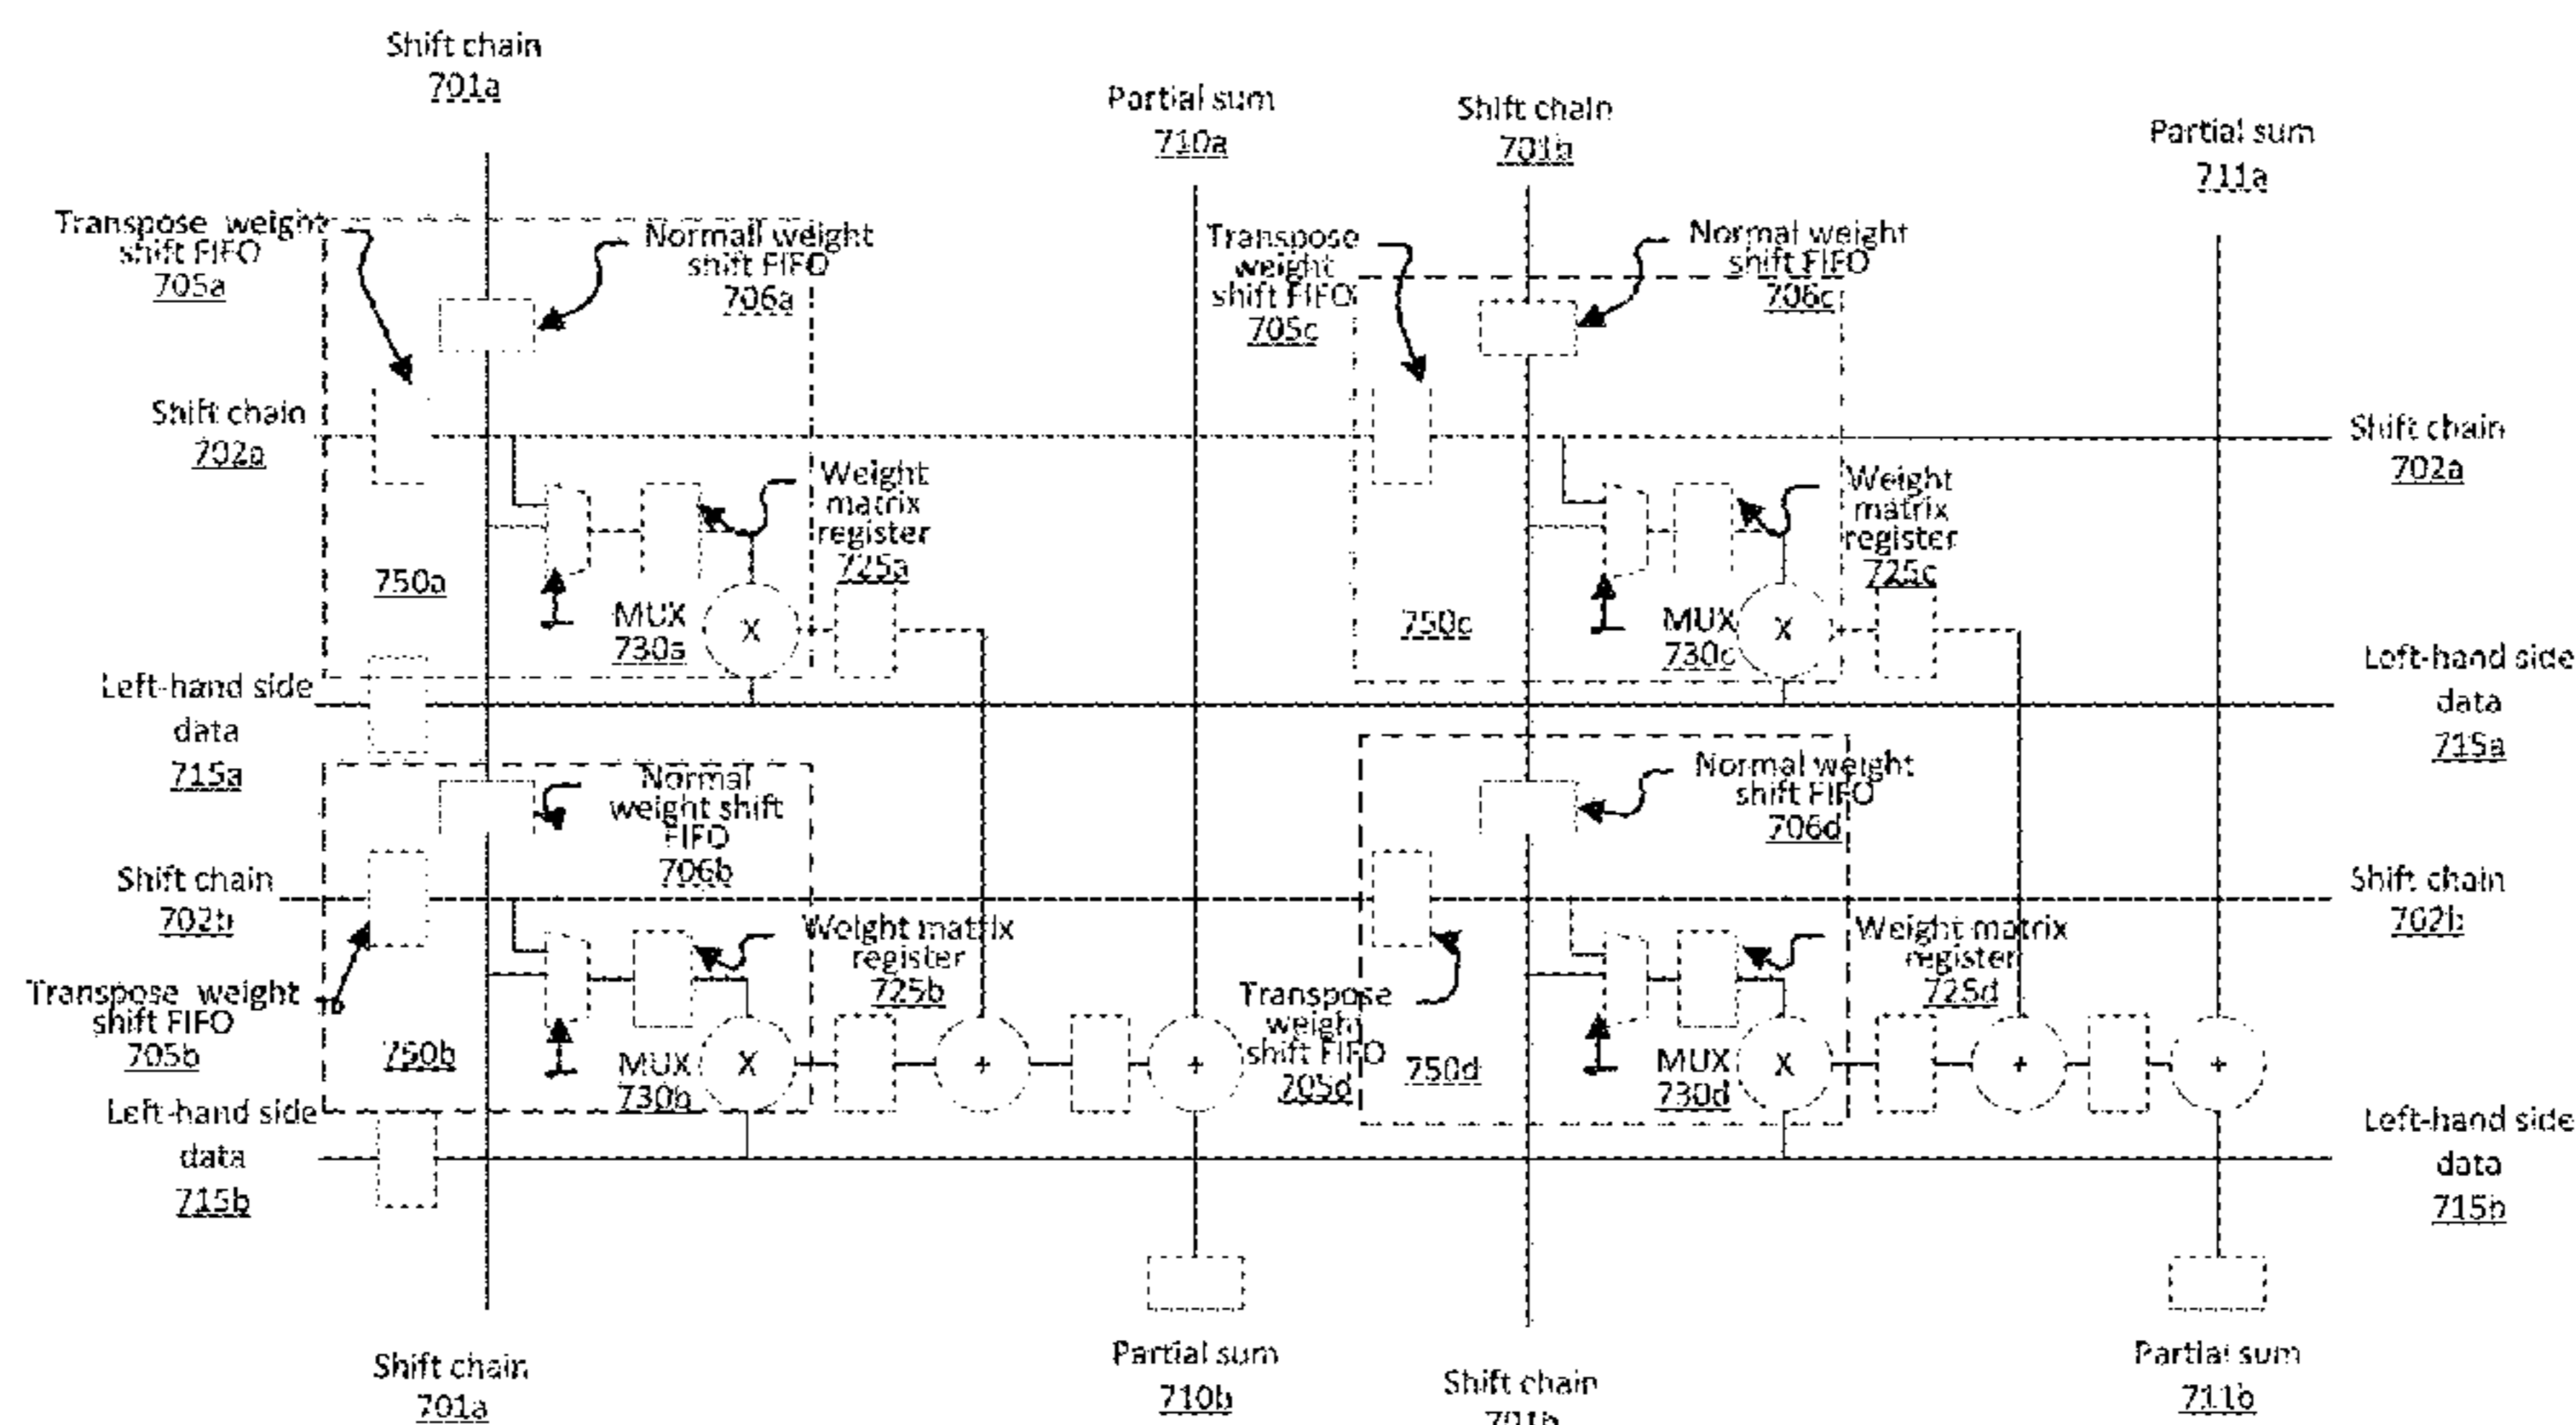 Shift chain
701a
Partial sum
710a
Shift chain
701b
Partial sum
711a
Transpose weight
shift FIFO
705a
Normall weight
shift FIFO
706a
Transpose
weight
shift FIFO
705c
Normal weight
shift FIFO
706c
Shift chain
702a
Shift chain
702a
Weight
matrix
register
725a
Weight
matrix
register
725c
750a
MUX
730a
X
750c
MUX
730c
X
Left-hand side
data
715a
Left-hand side
data
715a
Normal
weight shift
FIFO
706b
Normal weight
shift FIFO
706d
Shift chain
702b
Shift chain
702b
Weight matrix
register
725b
Weight matrix
register
725d
Transpose weight
shift FIFO
705b
Transpose
weight
shift FIFO
705d
750b
MUX
730b
X
+
+
750d
MUX
730d
X
+
+
Left-hand side
data
715b
Left-hand side
data
715b
Shift chain
701a
Partial sum
710b
Shift chain
701b
Partial sum
711b